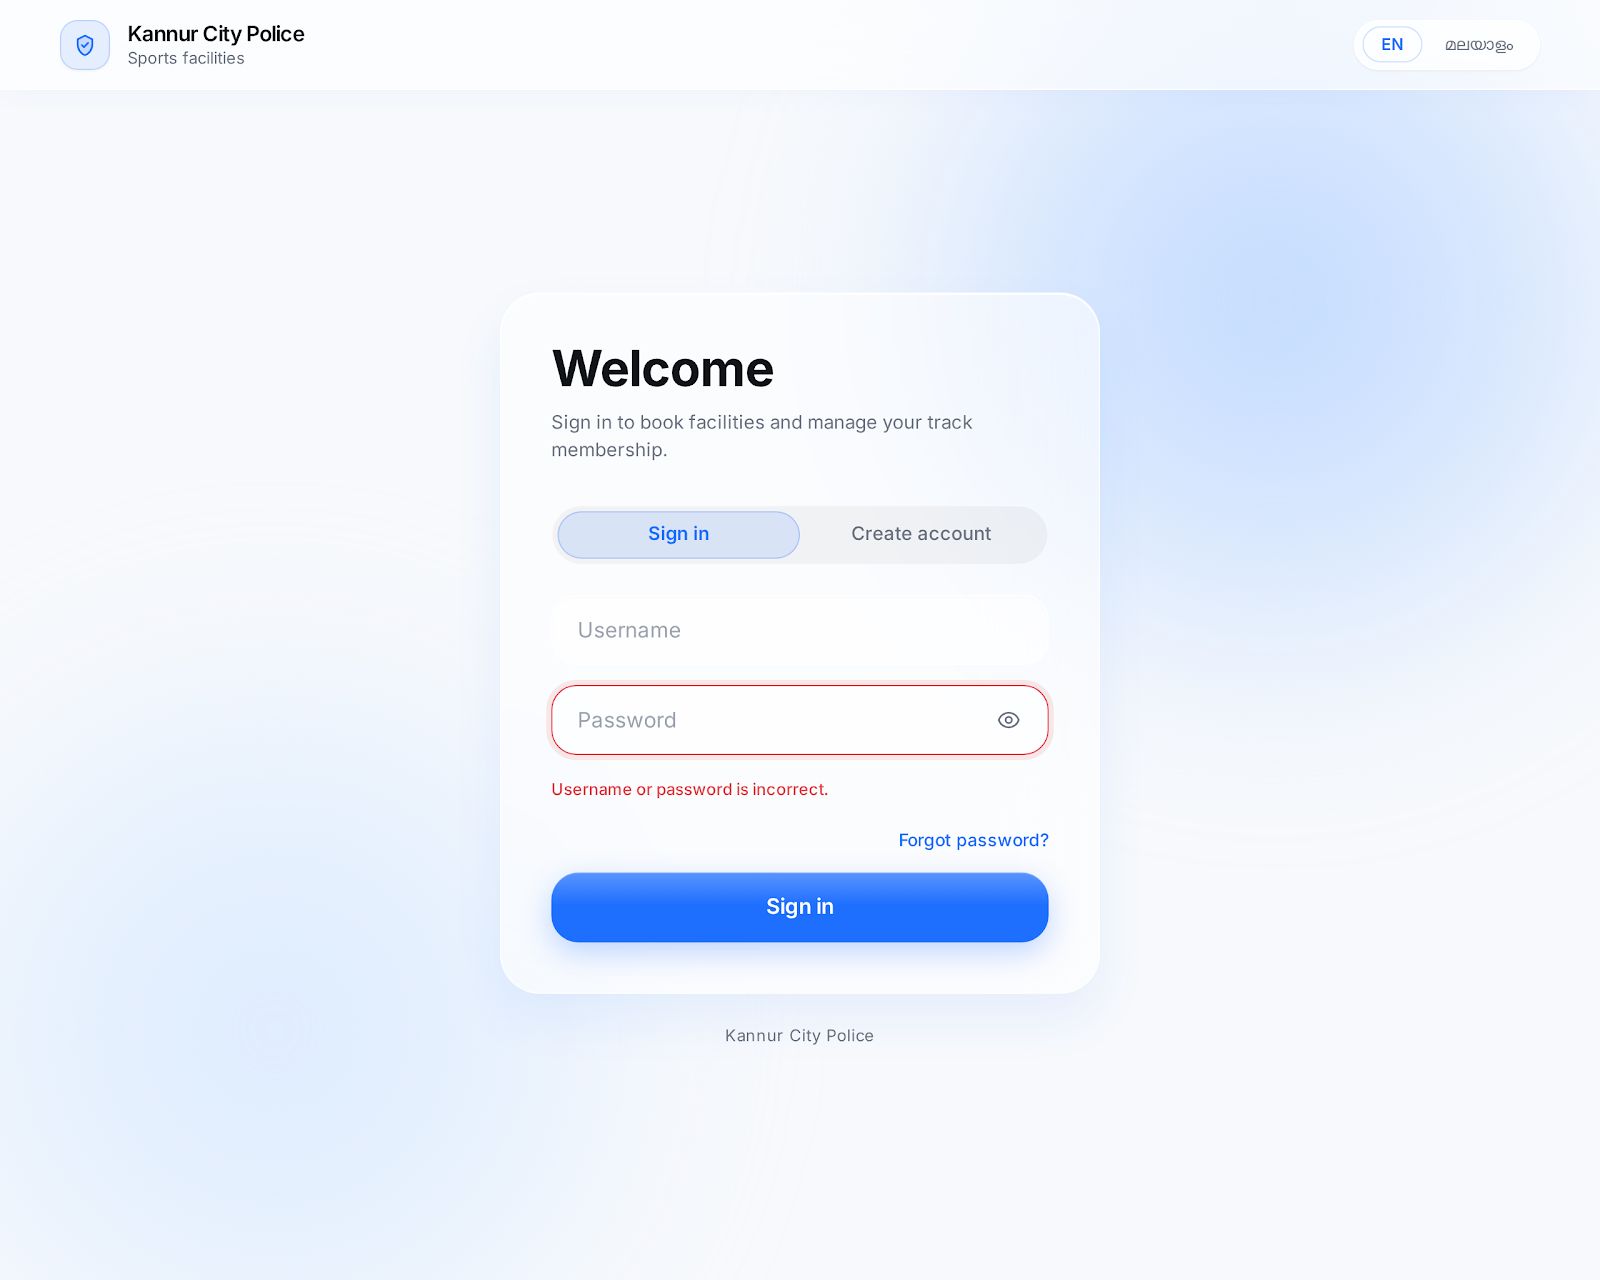 Kannur City Police
Sports facilities
EN
മലയാളം
Welcome
Sign in to book facilities and manage your track
membership.
Sign in
Create account
Username
Password
Username or password is incorrect.
Forgot password?
Sign in
Kannur City Police